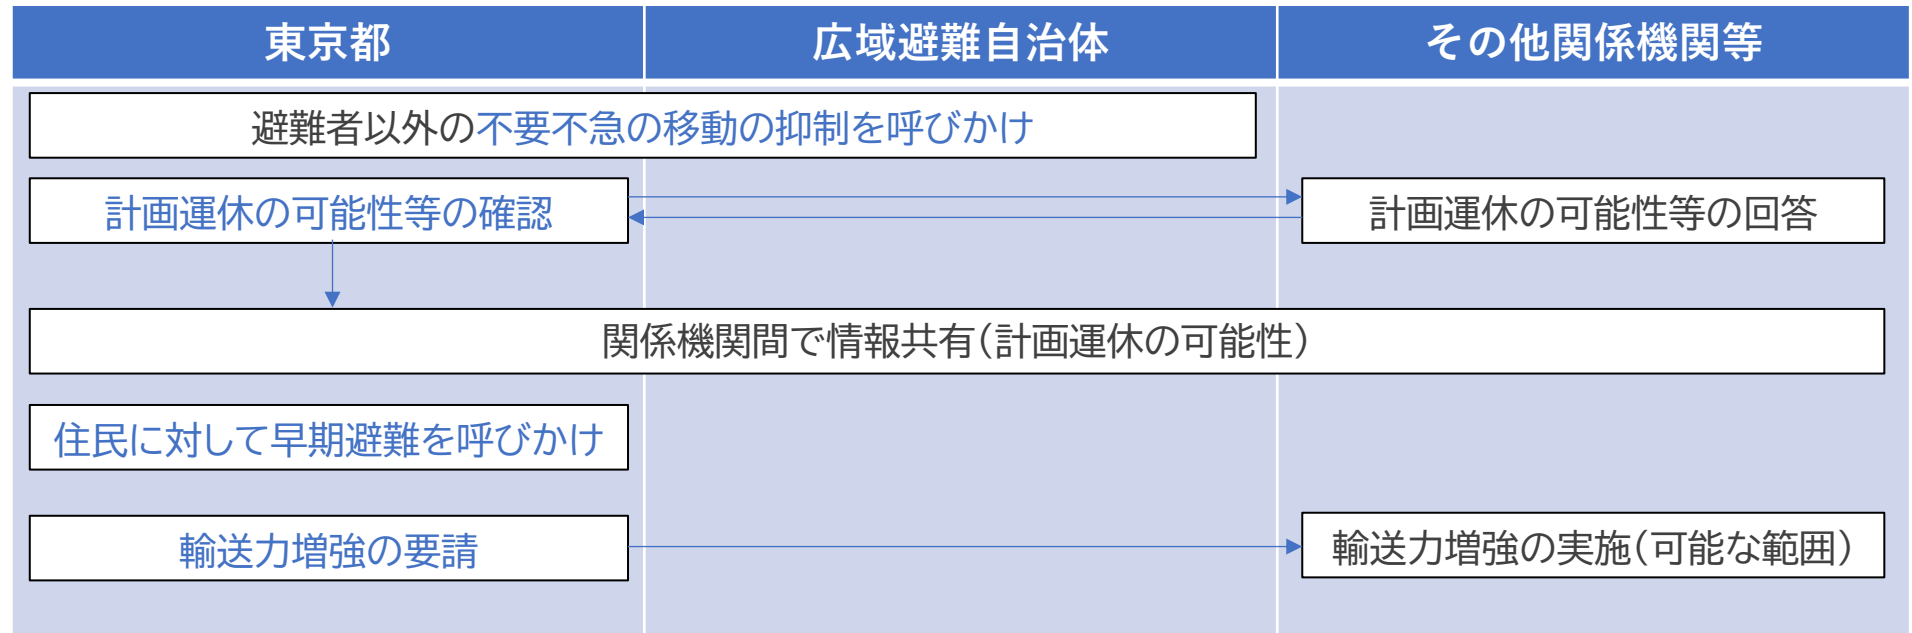 東京都
広域避難自治体
その他関係機関等
避難者以外の不要不急の移動の抑制を呼びかけ
計画運休の可能性等の確認
計画運休の可能性等の回答
関係機関間で情報共有（計画運休の可能性）
住民に対して早期避難を呼びかけ
輸送力増強の要請
輸送力増強の実施（可能な範囲）